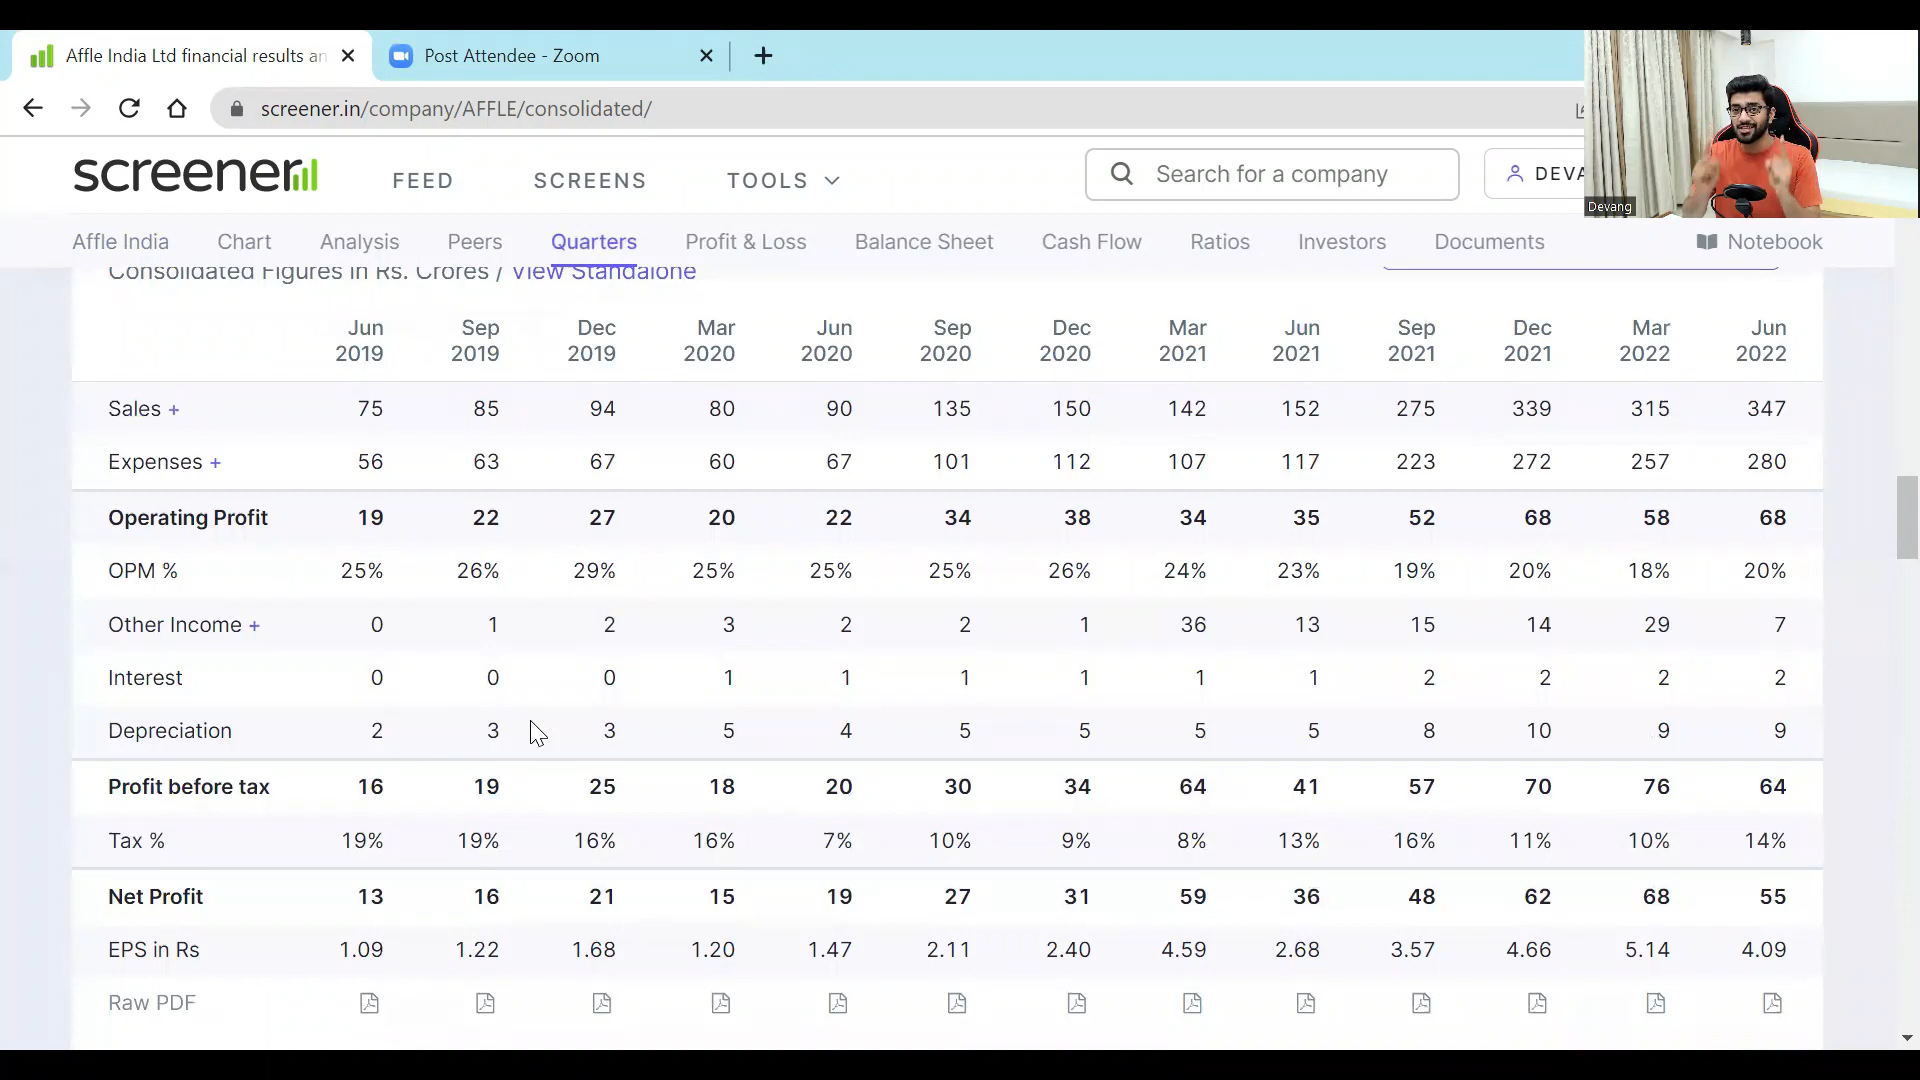 Affle India Ltd financial results an
Post Attendee - Zoom
screener.in/company/AFFLE/consolidated/
screener
FEED SCREENS TOOLS
Search for a company
DEVA
Devang
Affle India Chart Analysis Peers Quarters Profit & Loss Balance Sheet Cash Flow Ratios Investors Documents Notebook
Consolidated Figures in Rs. Crores / View Standalone
Jun Sep Dec Mar Jun Sep Dec Mar Jun Sep Dec Mar Jun
2019 2019 2019 2020 2020 2020 2020 2021 2021 2021 2021 2022 2022
Sales + 75 85 94 80 90 135 150 142 152 275 339 315 347
Expenses + 56 63 67 60 67 101 112 107 117 223 272 257 280
Operating Profit 19 22 27 20 22 34 38 34 35 52 68 58 68
OPM % 25% 26% 29% 25% 25% 25% 26% 24% 23% 19% 20% 18% 20%
Other Income + 0 1 2 3 2 2 1 36 13 15 14 29 7
Interest 0 0 0 1 1 1 1 1 1 2 2 2 2
Depreciation 2 3 3 5 4 5 5 5 5 8 10 9 9
Profit before tax 16 19 25 18 20 30 34 64 41 57 70 76 64
Tax % 19% 19% 16% 16% 7% 10% 9% 8% 13% 16% 11% 10% 14%
Net Profit 13 16 21 15 19 27 31 59 36 48 62 68 55
EPS in Rs 1.09 1.22 1.68 1.20 1.47 2.11 2.40 4.59 2.68 3.57 4.66 5.14 4.09
Raw PDF